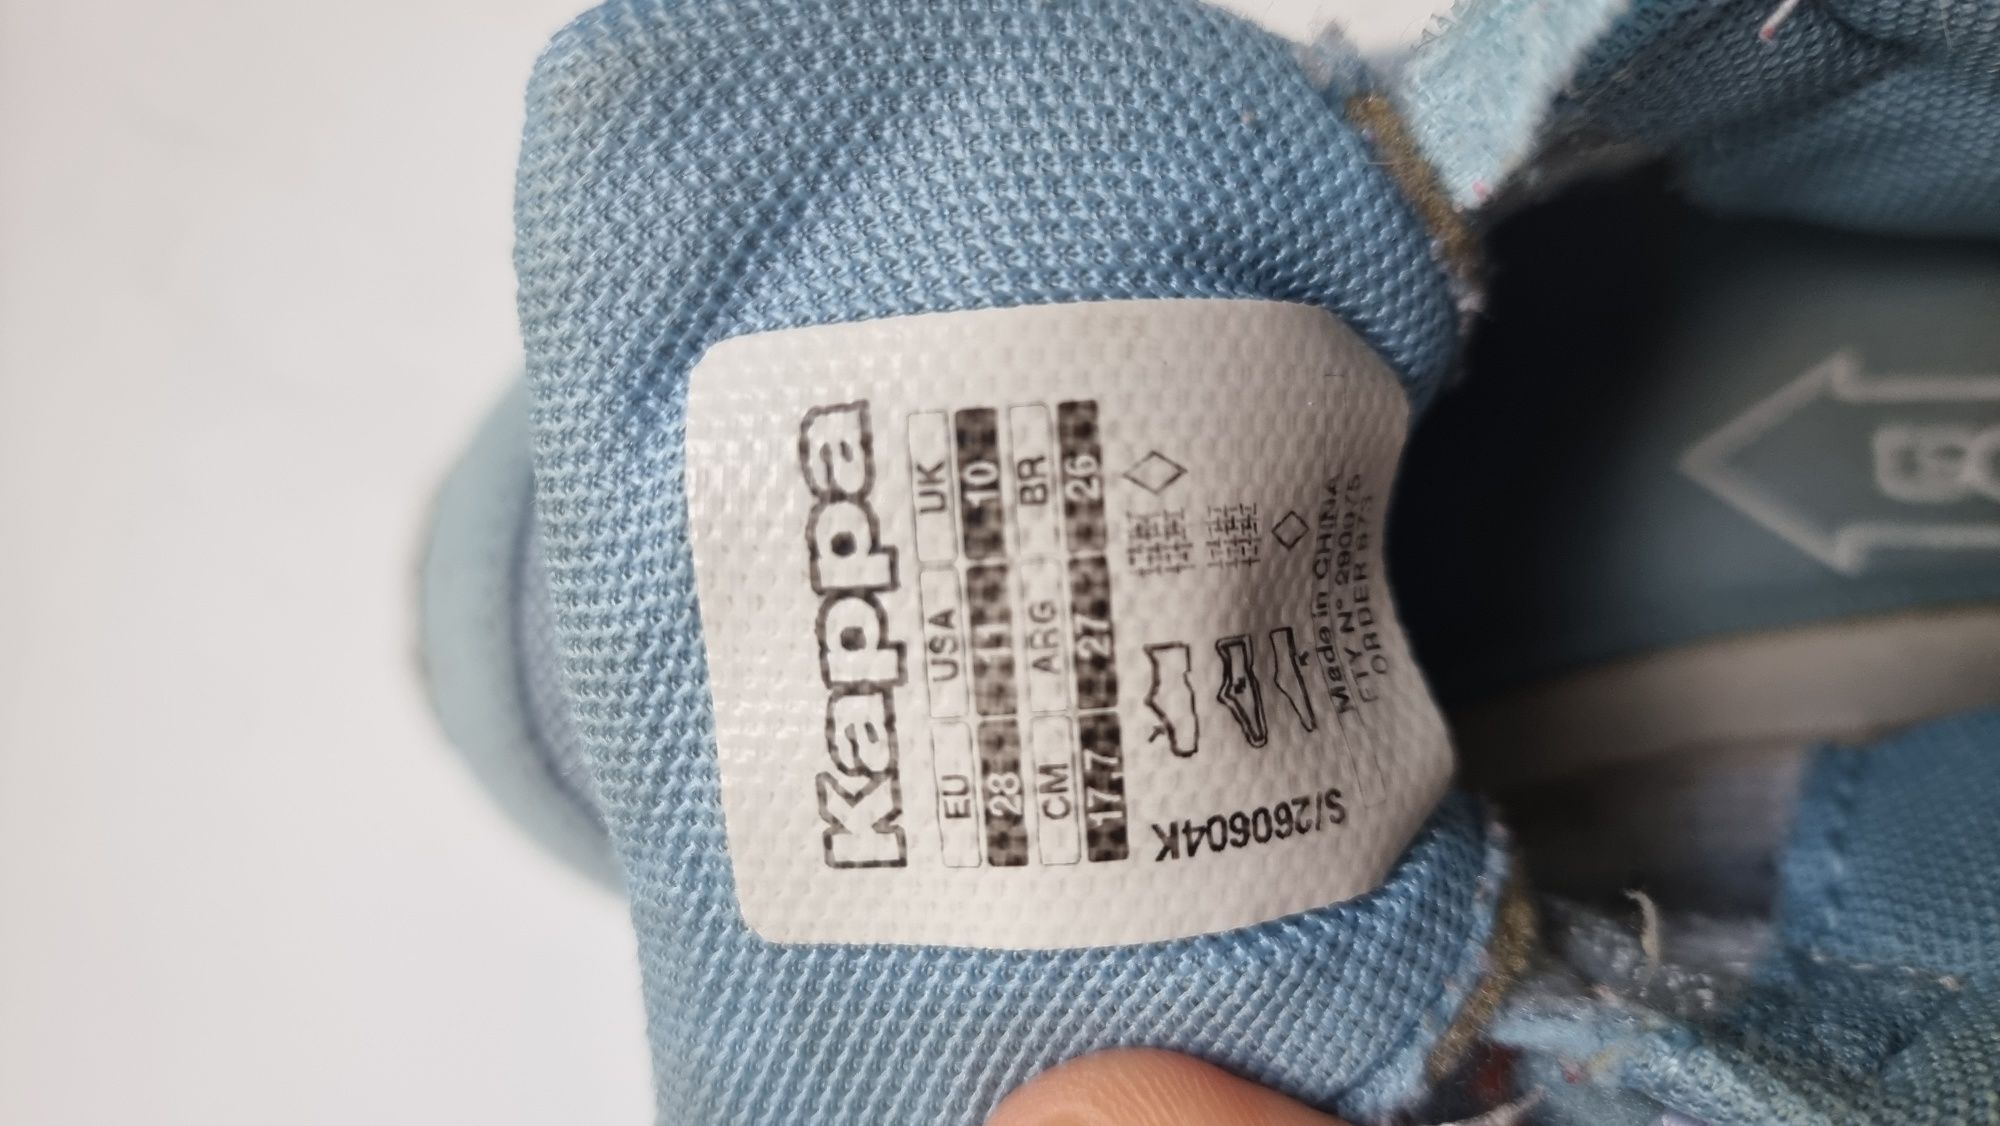 Kappa
EU USA UK
28 11 10
CM ARG BR
17.7 27 26
S/260604K
Made in CHINA
FTY N° 290075
ORDER 673